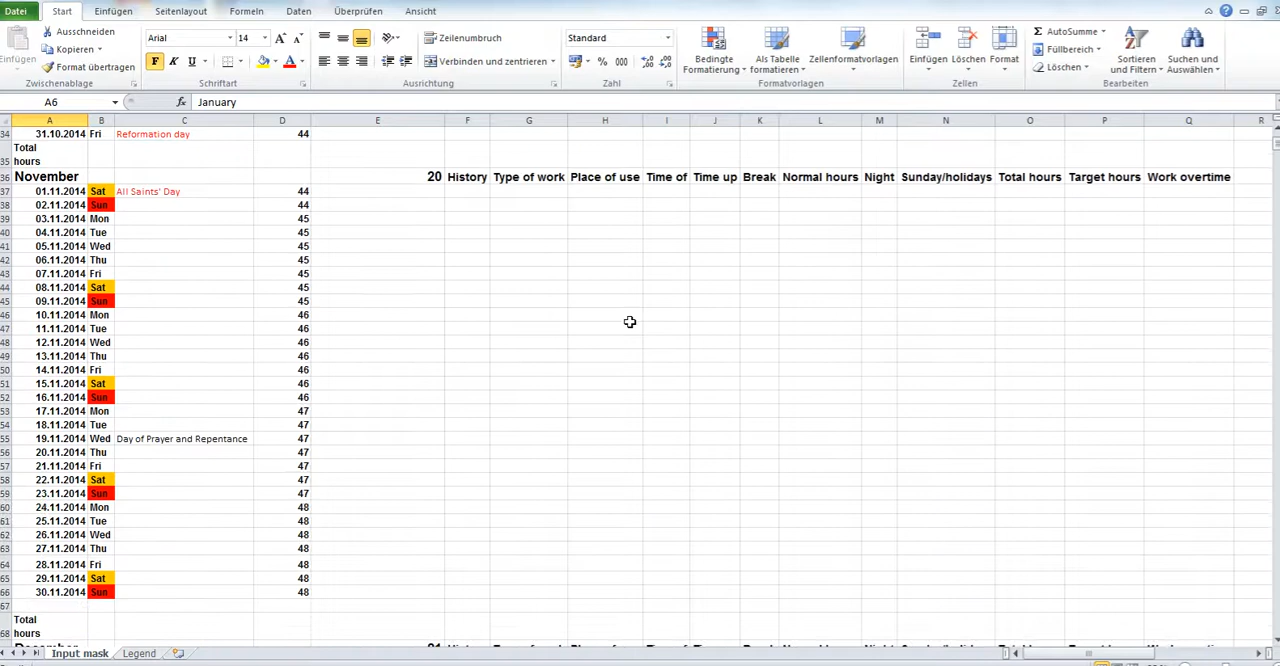 Datei Start Einfügen Seitenlayout Formeln Daten Überprüfen Ansicht
Ausschneiden
Kopieren
Format übertragen
Einfügen
Zwischenablage
Arial 14
F K U
Schriftart
Zeilenumbruch
Verbinden und zentrieren
Ausrichtung
Standard
% 000
Zahl
Bedingte Formatierung
Als Tabelle formatieren
Zellenformatvorlagen
Formatvorlagen
Einfügen Löschen Format
Zellen
Σ AutoSumme
Füllbereich
Löschen
Sortieren und Filtern
Suchen und Auswählen
Bearbeiten
A6 fx January
A B C D E F G H I J K L M N O P Q R
34 31.10.2014 Fri Reformation day 44
Total
35 hours
36 November 20 History Type of work Place of use Time of Time up Break Normal hours Night Sunday/holidays Total hours Target hours Work overtime
37 01.11.2014 Sat All Saints' Day 44
38 02.11.2014 Sun 44
39 03.11.2014 Mon 45
40 04.11.2014 Tue 45
41 05.11.2014 Wed 45
42 06.11.2014 Thu 45
43 07.11.2014 Fri 45
44 08.11.2014 Sat 45
45 09.11.2014 Sun 45
46 10.11.2014 Mon 46
47 11.11.2014 Tue 46
48 12.11.2014 Wed 46
49 13.11.2014 Thu 46
50 14.11.2014 Fri 46
51 15.11.2014 Sat 46
52 16.11.2014 Sun 46
53 17.11.2014 Mon 47
54 18.11.2014 Tue 47
55 19.11.2014 Wed Day of Prayer and Repentance 47
56 20.11.2014 Thu 47
57 21.11.2014 Fri 47
58 22.11.2014 Sat 47
59 23.11.2014 Sun 47
60 24.11.2014 Mon 48
61 25.11.2014 Tue 48
62 26.11.2014 Wed 48
63 27.11.2014 Thu 48
64 28.11.2014 Fri 48
65 29.11.2014 Sat 48
66 30.11.2014 Sun 48
67
Total
68 hours
Input mask Legend